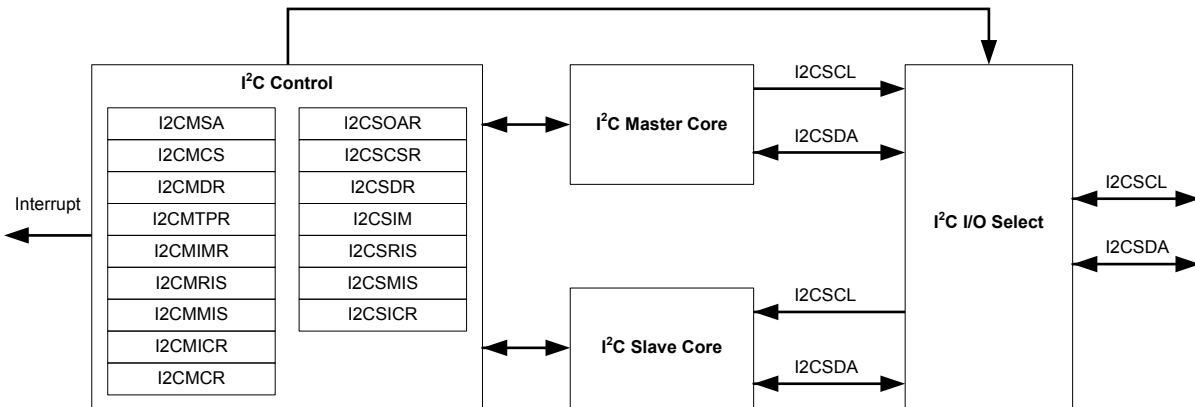 I²C Control
I2CMSA
I2CMCS
I2CMDR
I2CMTPR
I2CMIMR
I2CMRIS
I2CMMIS
I2CMICR
I2CMCR
I2CSOAR
I2CSCSR
I2CSDR
I2CSIM
I2CSRIS
I2CSMIS
I2CSICR
Interrupt
I²C Master Core
I2CSCL
I2CSDA
I²C Slave Core
I2CSCL
I2CSDA
I²C I/O Select
I2CSCL
I2CSDA